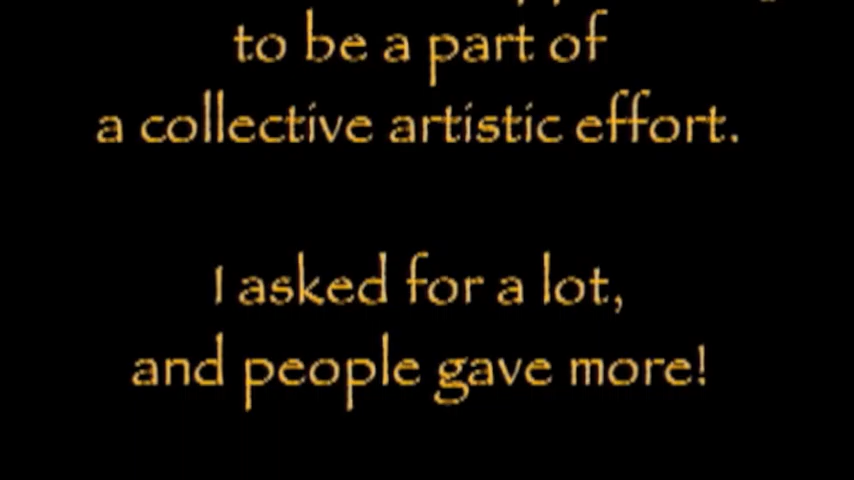 to be a part of
a collective artistic effort.
I asked for a lot,
and people gave more!